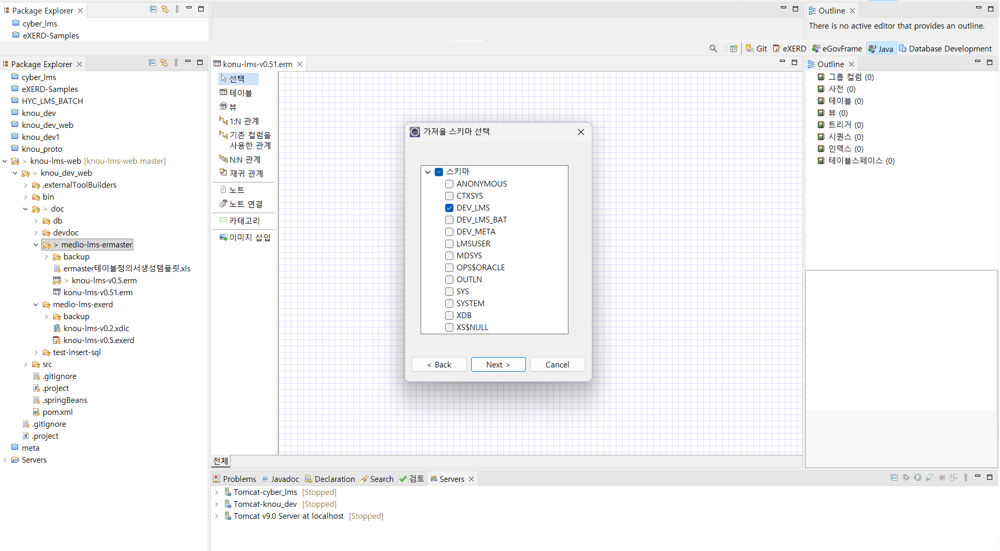 Package Explorer
Outline
cyber_lms
There is no active editor that provides an outline.
eXERD-Samples
Git eXERD eGovFrame Java Database Development
Package Explorer
konu-lms-v0.51.erm
Outline
cyber_lms
eXERD-Samples
HYC_LMS_BATCH
knou_dev
knou_dev_web
knou_dev1
knou_proto
> knou-lms-web [knou-lms-web master]
> knou_dev_web
.externalToolBuilders
bin
> doc
db
devdoc
> medio-lms-ermaster
backup
ermaster테이블정의서생성템플릿.xls
> knou-lms-v0.5.erm
konu-lms-v0.51.erm
medio-lms-exerd
backup
knou-lms-v0.2.xdic
knou-lms-v0.5.exerd
test-insert-sql
src
.gitignore
.project
.springBeans
pom.xml
.gitignore
.project
meta
Servers
선택
테이블
뷰
1:N 관계
기존 컬럼을
사용한 관계
N:N 관계
재귀 관계
노트
노트 연결
카테고리
이미지 삽입
전체
가져올 스키마 선택
스키마
ANONYMOUS
CTXSYS
DEV_LMS
DEV_LMS_BAT
DEV_META
LMSUSER
MDSYS
OPS$ORACLE
OUTLN
SYS
SYSTEM
XDB
XS$NULL
< Back Next > Cancel
그룹 컬럼 (0)
사전 (0)
테이블 (0)
뷰 (0)
트리거 (0)
시퀀스 (0)
인덱스 (0)
테이블스페이스 (0)
Problems @ Javadoc Declaration Search 검토 Servers
Tomcat-cyber_lms [Stopped]
Tomcat-knou_dev [Stopped]
Tomcat v9.0 Server at localhost [Stopped]